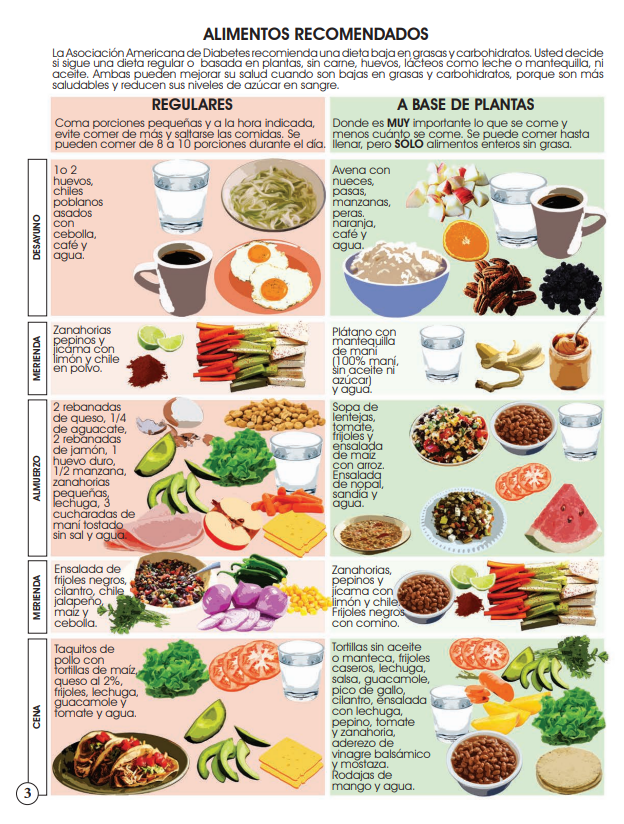 ALIMENTOS RECOMENDADOS
La Asociación Americana de Diabetes recomienda una dieta baja en grasas y carbohidratos. Usted decide
si sigue una dieta regular o basada en plantas, sin carne, huevos, lácteos como leche o mantequilla, ni
aceite. Ambas pueden mejorar su salud cuando son bajas en grasas y carbohidratos, porque son más
saludables y reducen sus niveles de azúcar en sangre.
REGULARES
Coma porciones pequeñas y a la hora indicada,
evite comer de más y saltarse las comidas. Se
pueden comer de 8 a 10 porciones durante el día.
A BASE DE PLANTAS
Donde es MUY importante lo que se come y
menos cuánto se come. Se puede comer hasta
llenar, pero SÓLO alimentos enteros sin grasa.
DESAYUNO
1o 2
huevos,
chiles
poblanos
asados
con
cebolla,
café y
agua.
Avena con
nueces,
pasas,
manzanas,
peras.
naranja,
café y
agua.
MERIENDA
Zanahorias
pepinos y
jícama con
limón y chile
en polvo.
Plátano con
mantequilla
de maní
(100% maní,
sin aceite ni
azúcar)
y agua.
ALMUERZO
2 rebanadas
de queso, 1/4
de aguacate,
2 rebanadas
de jamón, 1
huevo duro,
1/2 manzana,
zanahorias
pequeñas,
lechuga, 3
cucharadas de
maní tostado
sin sal y agua.
Sopa de
lentejas,
tomate,
frijoles y
ensalada
de maíz
con arroz.
Ensalada
de nopal,
sandía y
agua.
MERIENDA
Ensalada de
frijoles negros,
cilantro, chile
jalapeño,
maíz y
cebolla.
Zanahorias,
pepinos y
jícama con
limón y chile.
Frijoles negros
con comino.
CENA
Taquitos de
pollo con
tortillas de maíz,
queso al 2%,
frijoles, lechuga,
guacamole y
tomate y agua.
Tortillas sin aceite
o manteca, frijoles
caseros, lechuga,
salsa, guacamole,
pico de gallo,
cilantro, ensalada
con lechuga,
pepino, tomate
y zanahoria,
aderezo de
vinagre balsámico
y mostaza.
Rodajas de
mango y agua.
3